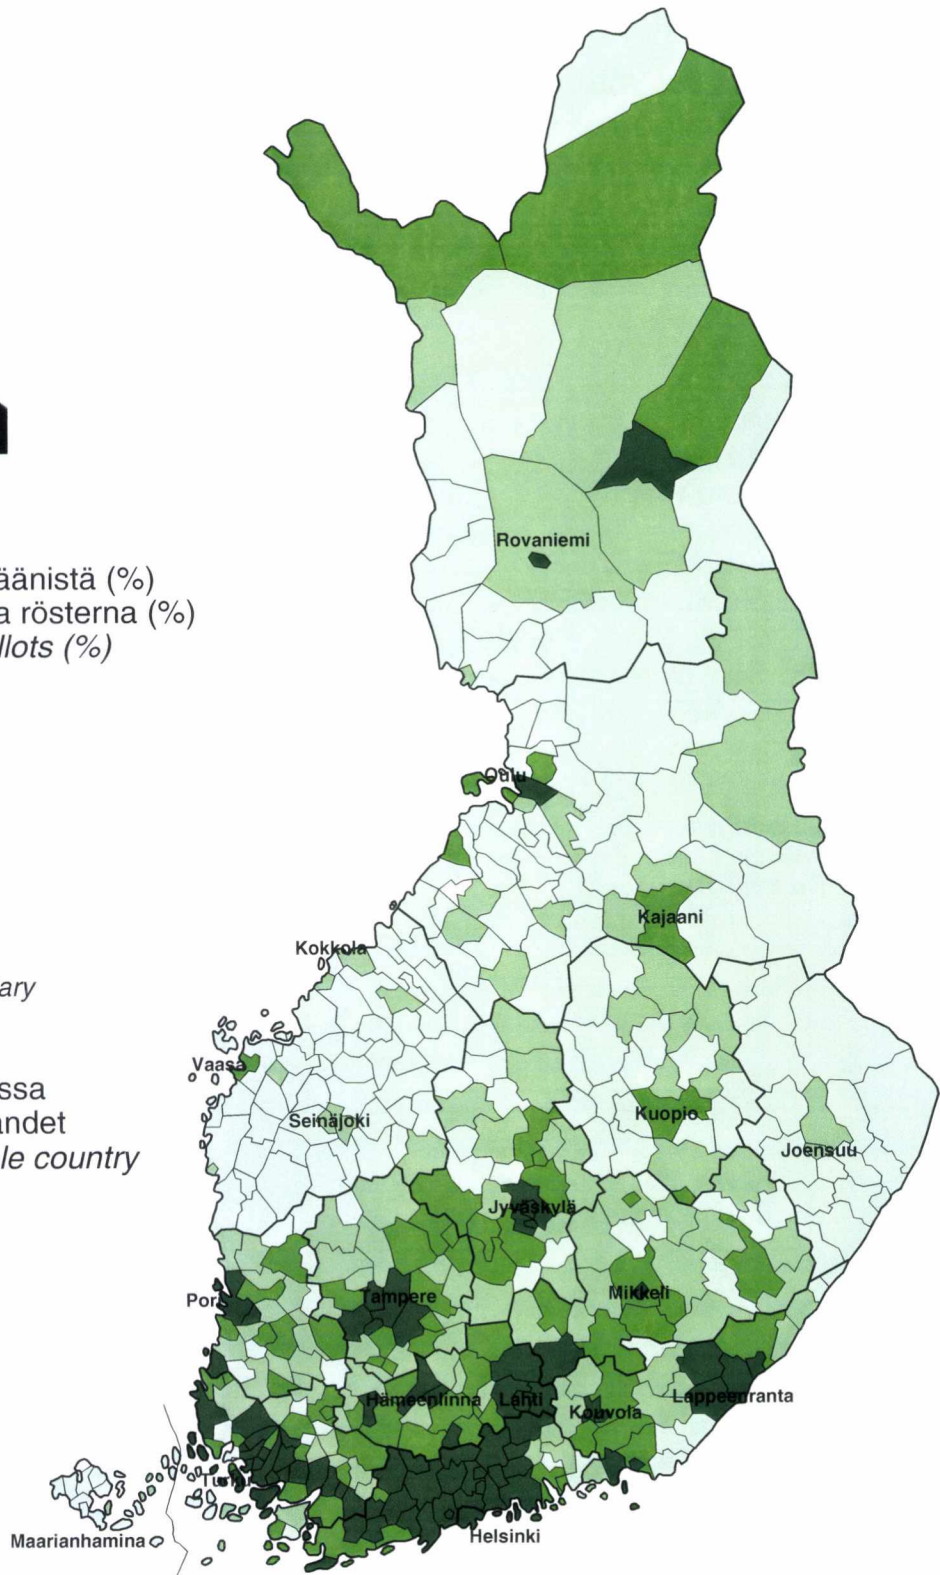 äänistä (%)
a rösterna (%)
llots (%)
ary
ssa
andet
le country
Rovaniemi
Oulu
Kajaani
Kokkola
Vaasa
Seinäjoki
Kuopio
Joensuu
Jyväskylä
Pori
Tampere
Mikkeli
Hämeenlinna
Lahti
Kouvola
Lappeenranta
Turku
Maarianhamina
Helsinki